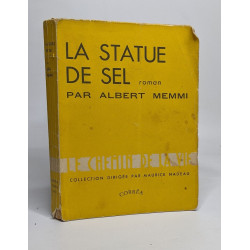 LA STATUE
DE SEL roman
PAR ALBERT MEMMI
LE CHEMIN DE LA VIE
COLLECTION DIRIGÉE PAR MAURICE NADEAU
CORRÊA